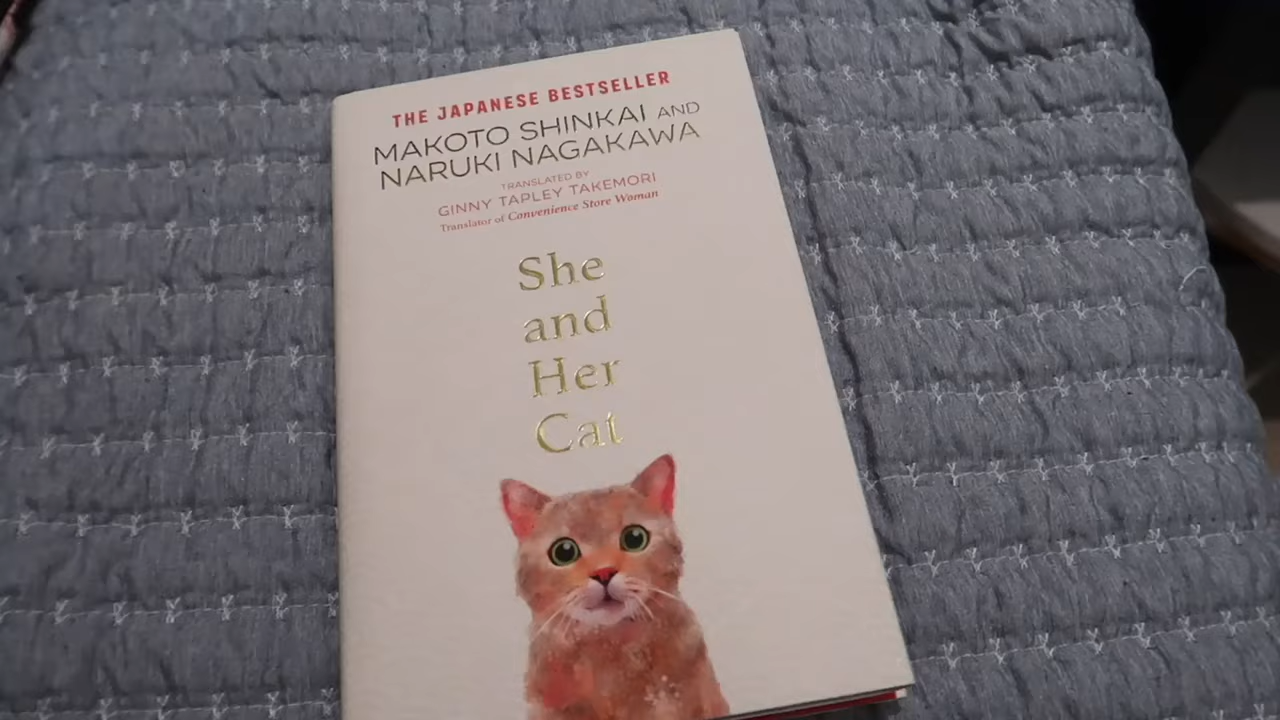 THE JAPANESE BESTSELLER
MAKOTO SHINKAI AND
NARUKI NAGAKAWA
TRANSLATED BY
GINNY TAPLEY TAKEMORI
Translator of Convenience Store Woman
She
and
Her
Cat